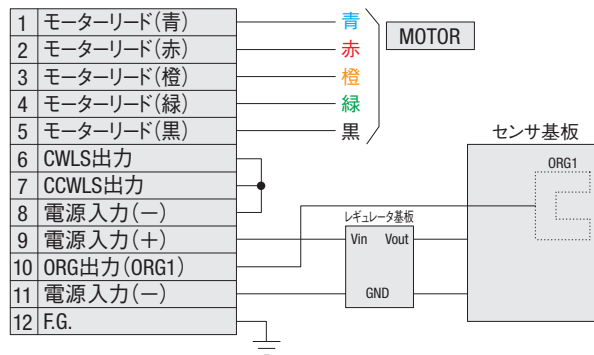 1 モーターリード(青) 青
2 モーターリード(赤) 赤
3 モーターリード(橙) 橙
4 モーターリード(緑) 緑
5 モーターリード(黒) 黒
MOTOR
6 CWLS出力
7 CCWLS出力
8 電源入力(－)
9 電源入力(＋)
10 ORG出力(ORG1)
11 電源入力(－)
12 F.G.
レギュレータ基板
Vin Vout
GND
センサ基板
ORG1